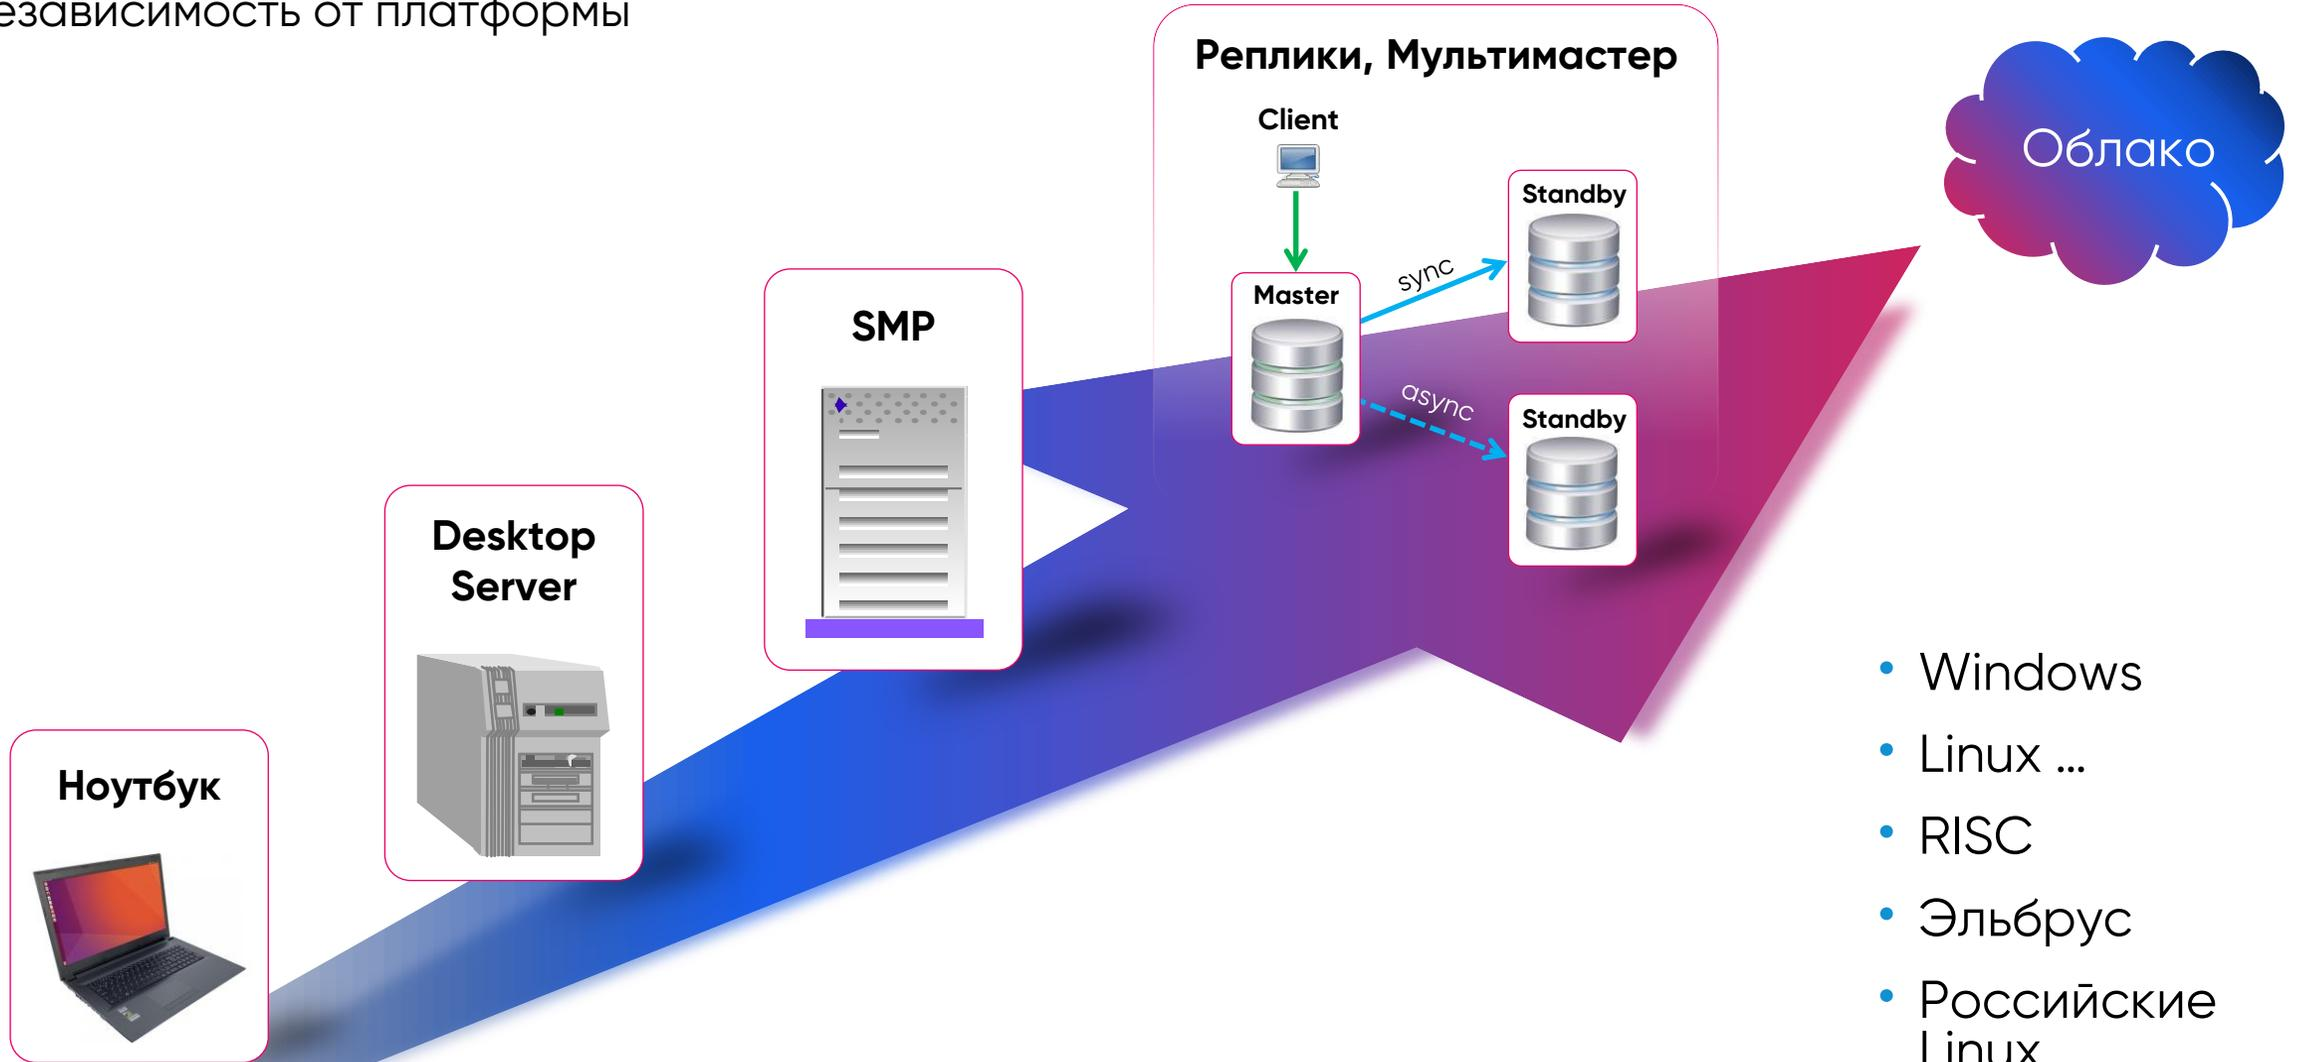 езависимость от платформы
Реплики, Мультимастер
Client
Standby
sync
Master
async
Standby
Облако
SMP
Desktop
Server
Ноутбук
• Windows
• Linux ...
• RISC
• Эльбрус
• Российские
Linux